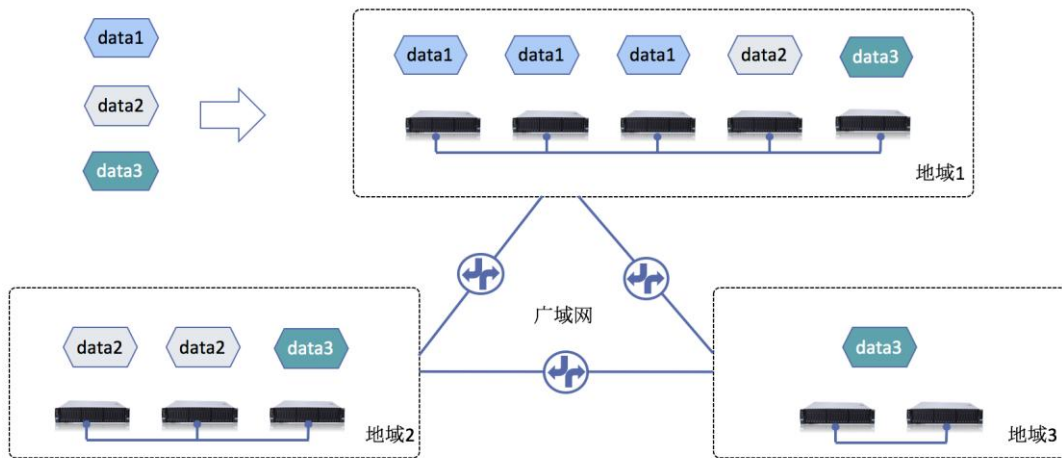 data1
data2
data3
data1 data1 data1 data2 data3
地域1
广域网
data2 data2 data3
地域2
data3
地域3